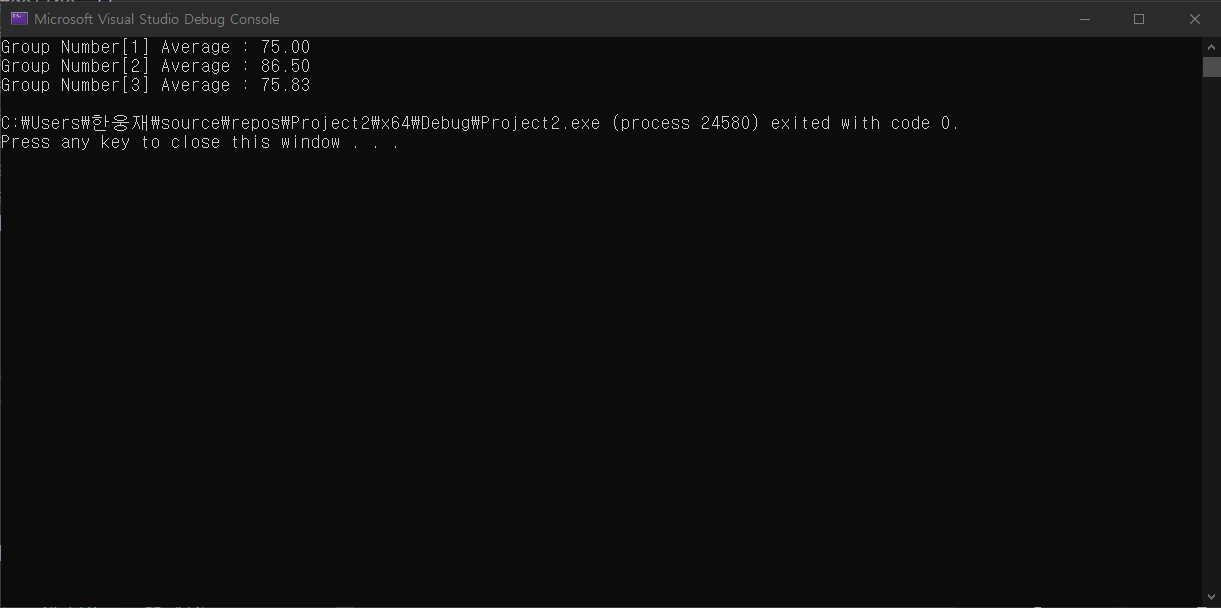 Microsoft Visual Studio Debug Console
Group Number[1] Average : 75.00
Group Number[2] Average : 86.50
Group Number[3] Average : 75.83
C:₩Users₩한웅재₩source₩repos₩Project2₩x64₩Debug₩Project2.exe (process 24580) exited with code 0.
Press any key to close this window . . .